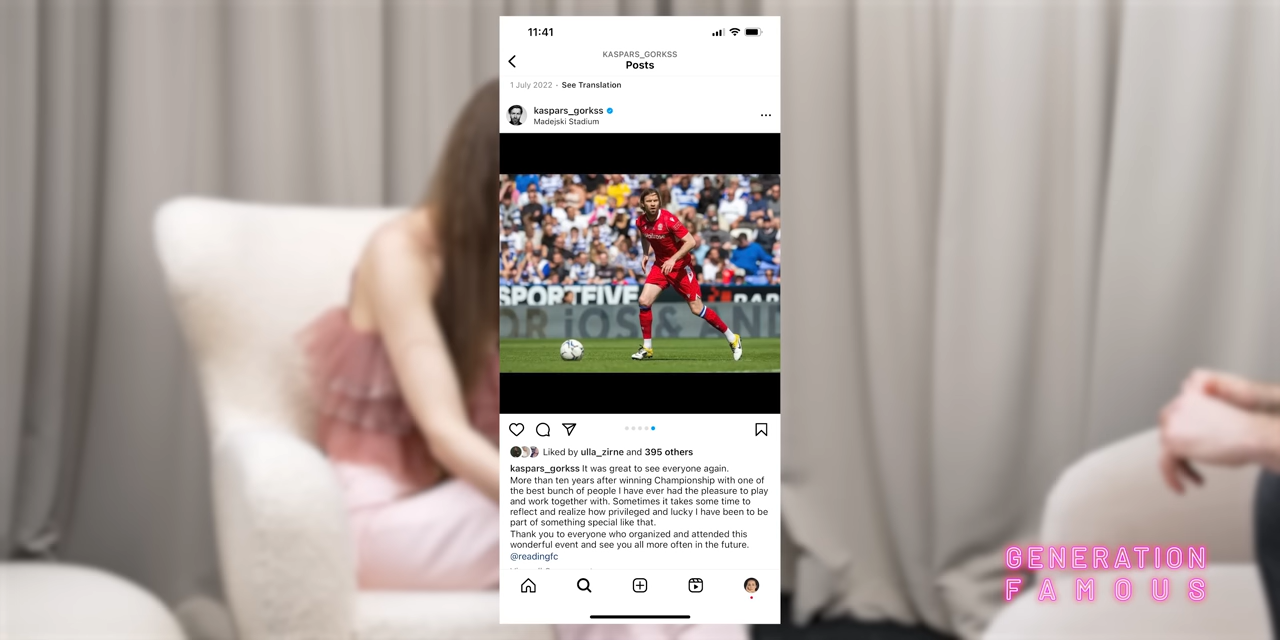 11:41
KASPARS_GORKSS
Posts
1 July 2022 · See Translation
kaspars_gorkss
Madejski Stadium
SPORTFIVE
OR iOS & AND
Liked by ulla_zirne and 395 others
kaspars_gorkss It was great to see everyone again.
More than ten years after winning Championship with one of
the best bunch of people I have ever had the pleasure to play
and work together with. Sometimes it takes some time to
reflect and realize how privileged and lucky I have been to be
part of something special like that.
Thank you to everyone who organized and attended this
wonderful event and see you all more often in the future.
@readingfc
GENERATION
FAMOUS